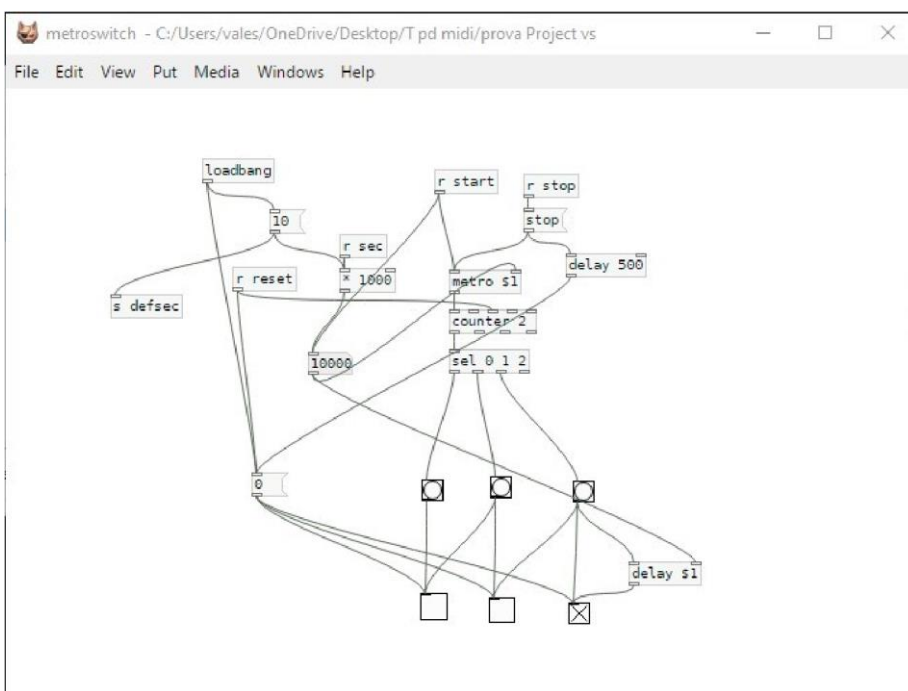 metroswitch - C:/Users/vales/OneDrive/Desktop/T pd midi/prova Project vs
File Edit View Put Media Windows Help
loadbang
r start
r stop
10
stop
r sec
delay 500
r reset
* 1000
metro $1
s defsec
counter 2
10000
sel 0 1 2
0
delay $1